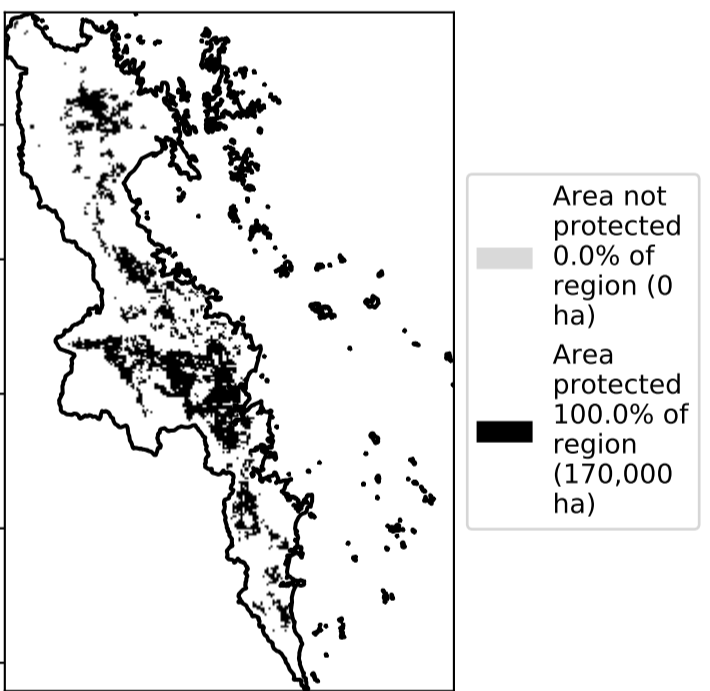 Area not
protected
0.0% of
region (0
ha)
Area
protected
100.0% of
region
(170,000
ha)